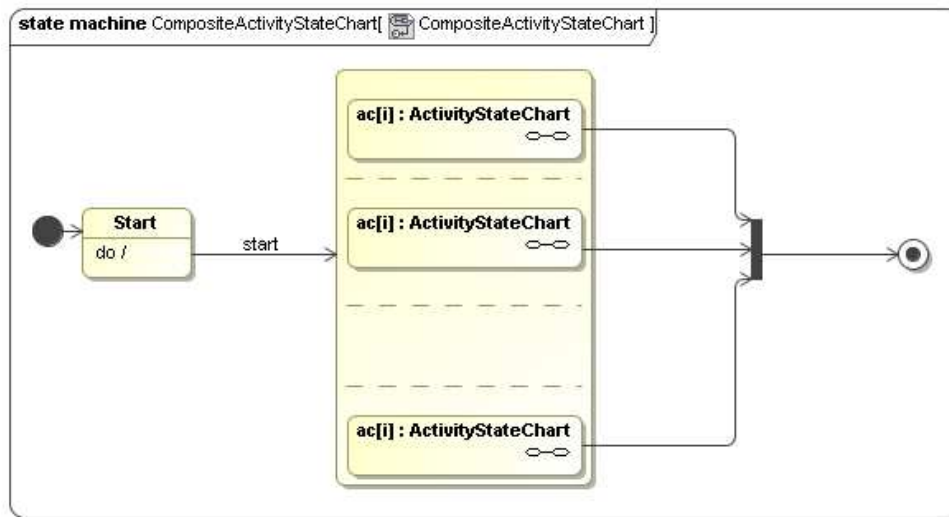 state machine CompositeActivityStateChart[ CompositeActivityStateChart ]
ac[i] : ActivityStateChart
Start
do /
start
ac[i] : ActivityStateChart
ac[i] : ActivityStateChart